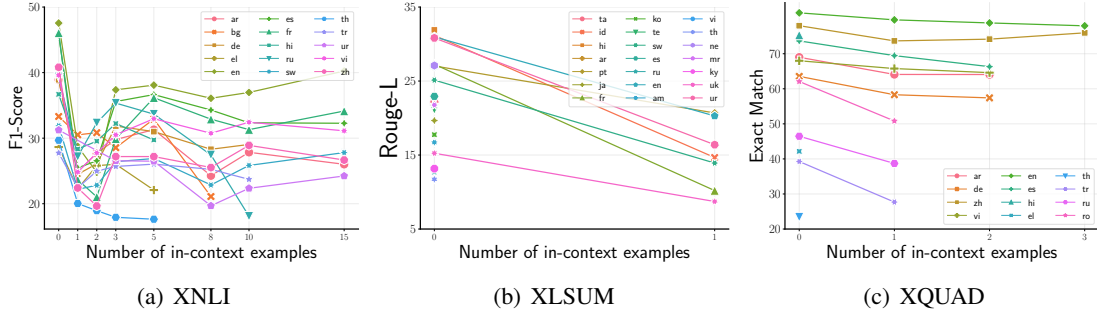 50
40
30
20
F1-Score
0
1
2
3
5
8
10
15
Number of in-context examples
ar
bg
de
el
en
es
fr
hi
ru
sw
th
tr
ur
vi
zh
(a) XNLI
35
25
15
5
Rouge-L
0
1
Number of in-context examples
ta
id
hi
ar
pt
ja
fr
ko
te
sw
es
ru
en
am
vi
th
ne
mr
ky
uk
ur
(b) XLSUM
80
70
60
50
40
30
20
Exact Match
0
1
2
3
Number of in-context examples
ar
de
zh
vi
en
es
hi
el
th
tr
ru
ro
(c) XQUAD